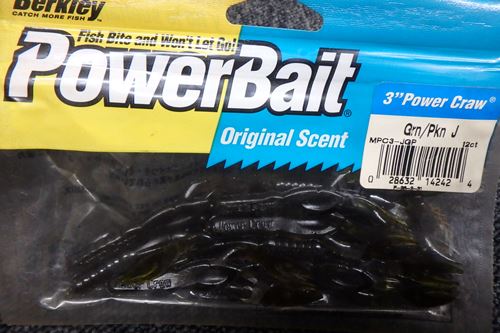 Berkley
CATCH MORE FISH™
Fish Bite and Won't Let Go!
PowerBait®
Original Scent
3" Power Craw®
Grn/Pkn J
MPC3-JGP 12ct
0 28632 14242 4